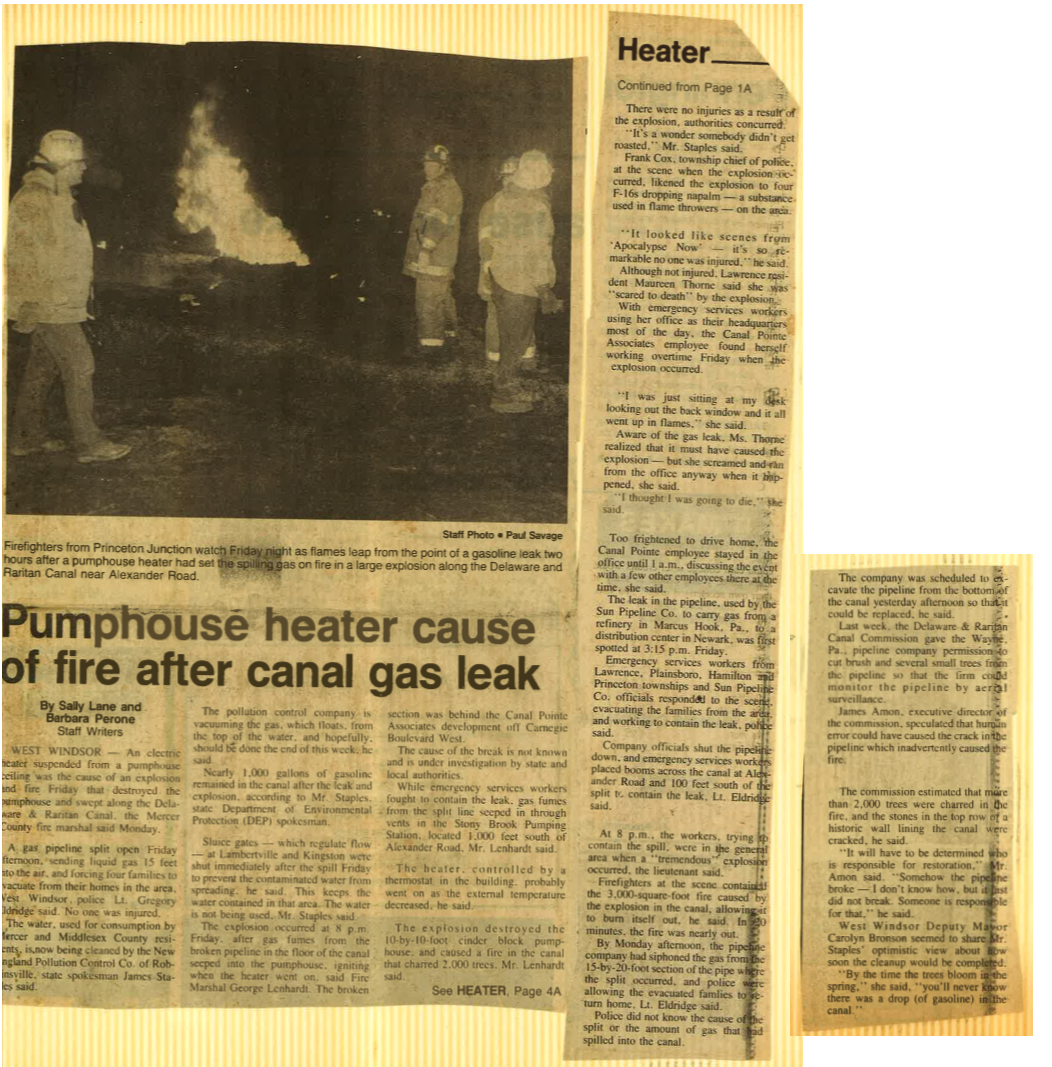 Staff Photo • Paul Savage
Firefighters from Princeton Junction watch Friday night as flames leap from the point of a gasoline leak two
hours after a pumphouse heater had set the spilling gas on fire in a large explosion along the Delaware and
Raritan Canal near Alexander Road.
Pumphouse heater cause
of fire after canal gas leak
By Sally Lane and
Barbara Perone
Staff Writers
WEST WINDSOR — An electric
heater suspended from a pumphouse
ceiling was the cause of an explosion
and fire Friday that destroyed the
pumphouse and swept along the Dela-
ware & Raritan Canal, the Mercer
County fire marshal said Monday.
A gas pipeline split open Friday
fternoon, sending liquid gas 15 feet
nto the air, and forcing four families to
vacuate from their homes in the area,
West Windsor police Lt. Gregory
ldridge said. No one was injured.
The water, used for consumption by
Mercer and Middlesex County resi-
ents, is now being cleaned by the New
ngland Pollution Control Co. of Rob-
insville, state spokesman James Sta-
les said.
The pollution control company is
vacuuming the gas, which floats, from
the top of the water, and hopefully,
should be done the end of this week, he
said.
Nearly 1,000 gallons of gasoline
remained in the canal after the leak and
explosion, according to Mr. Staples,
state Department of Environmental
Protection (DEP) spokesman.
Sluice gates — which regulate flow
— at Lambertville and Kingston were
shut immediately after the spill Friday
to prevent the contaminated water from
spreading, he said. This keeps the
water contained in that area. The water
is not being used, Mr. Staples said.
The explosion occurred at 8 p.m.
Friday, after gas fumes from the
broken pipeline in the floor of the canal
seeped into the pumphouse, igniting
when the heater went on, said Fire
Marshal George Lenhardt. The broken
section was behind the Canal Pointe
Associates development off Carnegie
Boulevard West.
The cause of the break is not known
and is under investigation by state and
local authorities.
While emergency services workers
fought to contain the leak, gas fumes
from the split line seeped in through
vents in the Stony Brook Pumping
Station, located 1,000 feet south of
Alexander Road, Mr. Lenhardt said.
The heater, controlled by a
thermostat in the building, probably
went on as the external temperature
decreased, he said.
The explosion destroyed the
10-by-10-foot cinder block pump-
house, and caused a fire in the canal
that charred 2,000 trees, Mr. Lenhardt
said.
See HEATER, Page 4A
Heater
Continued from Page 1A
There were no injuries as a result of
the explosion, authorities concurred.
"It's a wonder somebody didn't get
roasted," Mr. Staples said.
Frank Cox, township chief of police,
at the scene when the explosion oc-
curred, likened the explosion to four
F-16s dropping napalm — a substance
used in flame throwers — on the area.
"It looked like scenes from
'Apocalypse Now' — it's so re-
markable no one was injured," he said.
Although not injured, Lawrence resi-
dent Maureen Thorne said she was
"scared to death" by the explosion.
With emergency services workers
using her office as their headquarters
most of the day, the Canal Pointe
Associates employee found herself
working overtime Friday when the
explosion occurred.
"I was just sitting at my desk
looking out the back window and it all
went up in flames," she said.
Aware of the gas leak, Ms. Thorne
realized that it must have caused the
explosion — but she screamed and ran
from the office anyway when it hap-
pened, she said.
"I thought I was going to die," she
said.
Too frightened to drive home, the
Canal Pointe employee stayed in the
office until 1 a.m., discussing the event
with a few other employees there at the
time, she said.
The leak in the pipeline, used by the
Sun Pipeline Co. to carry gas from a
refinery in Marcus Hook, Pa., to a
distribution center in Newark, was first
spotted at 3:15 p.m. Friday.
Emergency services workers from
Lawrence, Plainsboro, Hamilton and
Princeton townships and Sun Pipeline
Co. officials responded to the scene,
evacuating the families from the area,
and working to contain the leak, police
said.
Company officials shut the pipeline
down, and emergency services workers
placed booms across the canal at Alex-
ander Road and 100 feet south of the
split to contain the leak, Lt. Eldridge
said.
At 8 p.m., the workers, trying to
contain the spill, were in the general
area when a "tremendous" explosion
occurred, the lieutenant said.
Firefighters at the scene contained
the 3,000-square-foot fire caused by
the explosion in the canal, allowing it
to burn itself out, he said. In 20
minutes, the fire was nearly out.
By Monday afternoon, the pipeline
company had siphoned the gas from the
15-by-20-foot section of the pipe where
the split occurred, and police were
allowing the evacuated famlies to re-
turn home, Lt. Eldridge said.
Police did not know the cause of the
split or the amount of gas that had
spilled into the canal.
The company was scheduled to ex-
cavate the pipeline from the bottom of
the canal yesterday afternoon so that it
could be replaced, he said.
Last week, the Delaware & Raritan
Canal Commission gave the Wayne,
Pa., pipeline company permission to
cut brush and several small trees from
the pipeline so that the firm could
monitor the pipeline by aerial
surveillance.
James Amon, executive director of
the commission, speculated that human
error could have caused the crack in the
pipeline which inadvertently caused the
fire.
The commission estimated that more
than 2,000 trees were charred in the
fire, and the stones in the top row of a
historic wall lining the canal were
cracked, he said.
"It will have to be determined who
is responsible for restoration," Mr.
Amon said. "Somehow the pipeline
broke — I don't know how, but it just
did not break. Someone is responsible
for that," he said.
West Windsor Deputy Mayor
Carolyn Bronson seemed to share Mr.
Staples' optimistic view about how
soon the cleanup would be completed.
"By the time the trees bloom in the
spring," she said, "you'll never know
there was a drop (of gasoline) in the
canal."